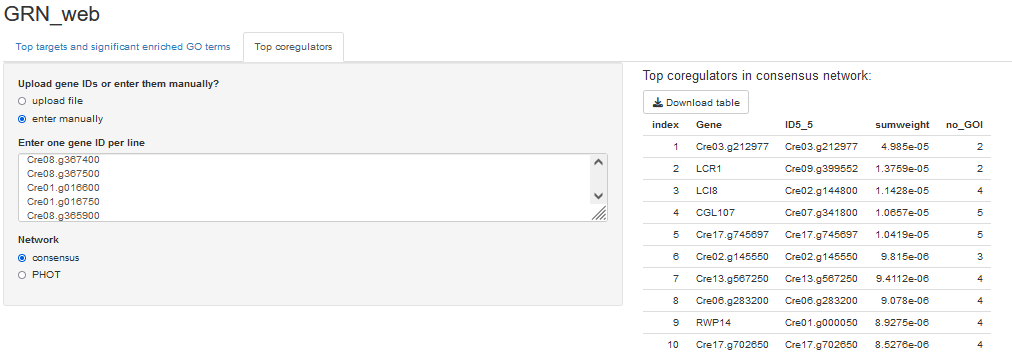 GRN_web
Top targets and significant enriched GO terms
Top coregulators
Upload gene IDs or enter them manually?
upload file
enter manually
Enter one gene ID per line
Cre08.g367400
Cre08.g367500
Cre01.g016600
Cre01.g016750
Cre08.g365900
Network
consensus
PHOT
Top coregulators in consensus network:
Download table
index Gene ID5_5 sumweight no_GOI
1 Cre03.g212977 Cre03.g212977 4.985e-05 2
2 LCR1 Cre09.g399552 1.3759e-05 2
3 LCI8 Cre02.g144800 1.1428e-05 4
4 CGL107 Cre07.g341800 1.0657e-05 5
5 Cre17.g745697 Cre17.g745697 1.0419e-05 5
6 Cre02.g145550 Cre02.g145550 9.815e-06 3
7 Cre13.g567250 Cre13.g567250 9.4112e-06 4
8 Cre06.g283200 Cre06.g283200 9.078e-06 4
9 RWP14 Cre01.g000050 8.9275e-06 4
10 Cre17.g702650 Cre17.g702650 8.5276e-06 4